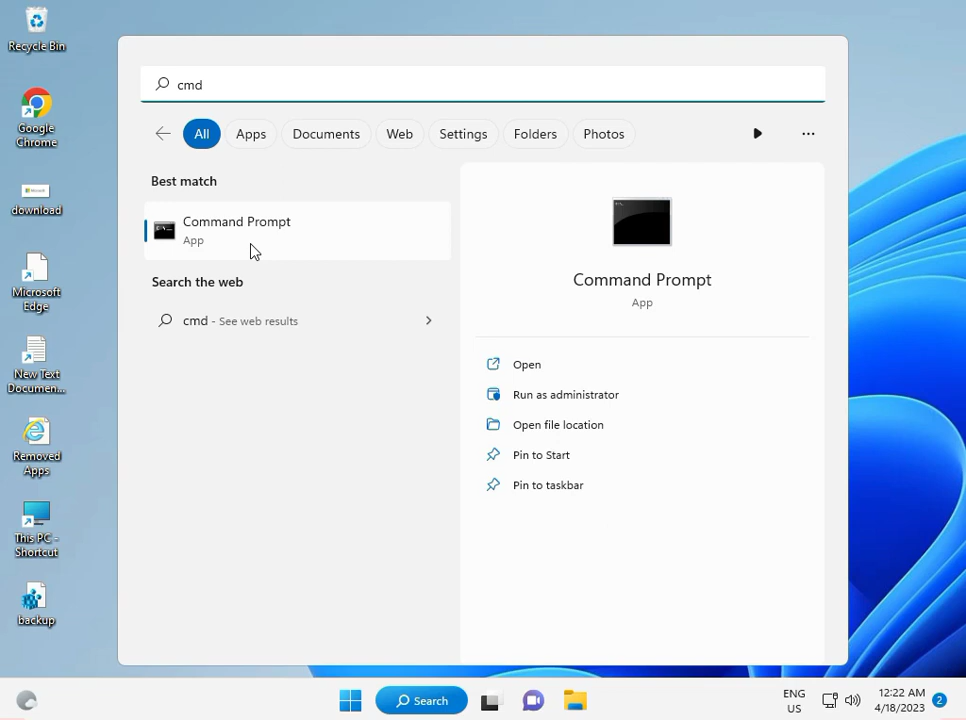 Recycle Bin
Google
Chrome
download
Microsoft
Edge
New Text
Documen...
Removed
Apps
This PC -
Shortcut
backup
cmd
All
Apps
Documents
Web
Settings
Folders
Photos
Best match
Command Prompt
App
Search the web
cmd - See web results
Command Prompt
App
Open
Run as administrator
Open file location
Pin to Start
Pin to taskbar
Search
ENG
US
12:22 AM
4/18/2023
2